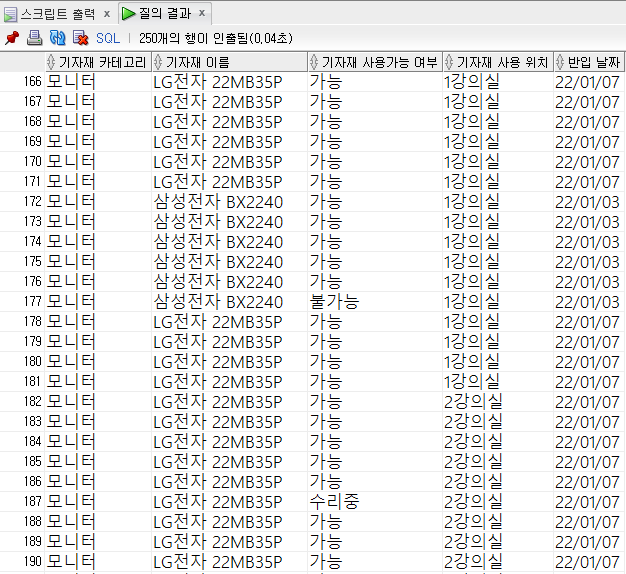 스크립트 출력 x 질의 결과 x
SQL | 250개의 행이 인출됨(0,04초)
기자재 카테고리 기자재 이름 기자재 사용가능 여부 기자재 사용 위치 반입 날짜
166 모니터 LG전자 22MB35P 가능 1강의실 22/01/07
167 모니터 LG전자 22MB35P 가능 1강의실 22/01/07
168 모니터 LG전자 22MB35P 가능 1강의실 22/01/07
169 모니터 LG전자 22MB35P 가능 1강의실 22/01/07
170 모니터 LG전자 22MB35P 가능 1강의실 22/01/07
171 모니터 LG전자 22MB35P 가능 1강의실 22/01/07
172 모니터 삼성전자 BX2240 가능 1강의실 22/01/03
173 모니터 삼성전자 BX2240 가능 1강의실 22/01/03
174 모니터 삼성전자 BX2240 가능 1강의실 22/01/03
175 모니터 삼성전자 BX2240 가능 1강의실 22/01/03
176 모니터 삼성전자 BX2240 가능 1강의실 22/01/03
177 모니터 삼성전자 BX2240 불가능 1강의실 22/01/03
178 모니터 LG전자 22MB35P 가능 1강의실 22/01/07
179 모니터 LG전자 22MB35P 가능 1강의실 22/01/07
180 모니터 LG전자 22MB35P 가능 1강의실 22/01/07
181 모니터 LG전자 22MB35P 가능 1강의실 22/01/07
182 모니터 LG전자 22MB35P 가능 2강의실 22/01/07
183 모니터 LG전자 22MB35P 가능 2강의실 22/01/07
184 모니터 LG전자 22MB35P 가능 2강의실 22/01/07
185 모니터 LG전자 22MB35P 가능 2강의실 22/01/07
186 모니터 LG전자 22MB35P 가능 2강의실 22/01/07
187 모니터 LG전자 22MB35P 수리중 2강의실 22/01/07
188 모니터 LG전자 22MB35P 가능 2강의실 22/01/07
189 모니터 LG전자 22MB35P 가능 2강의실 22/01/07
190 모니터 LG전자 22MB35P 가능 2강의실 22/01/07